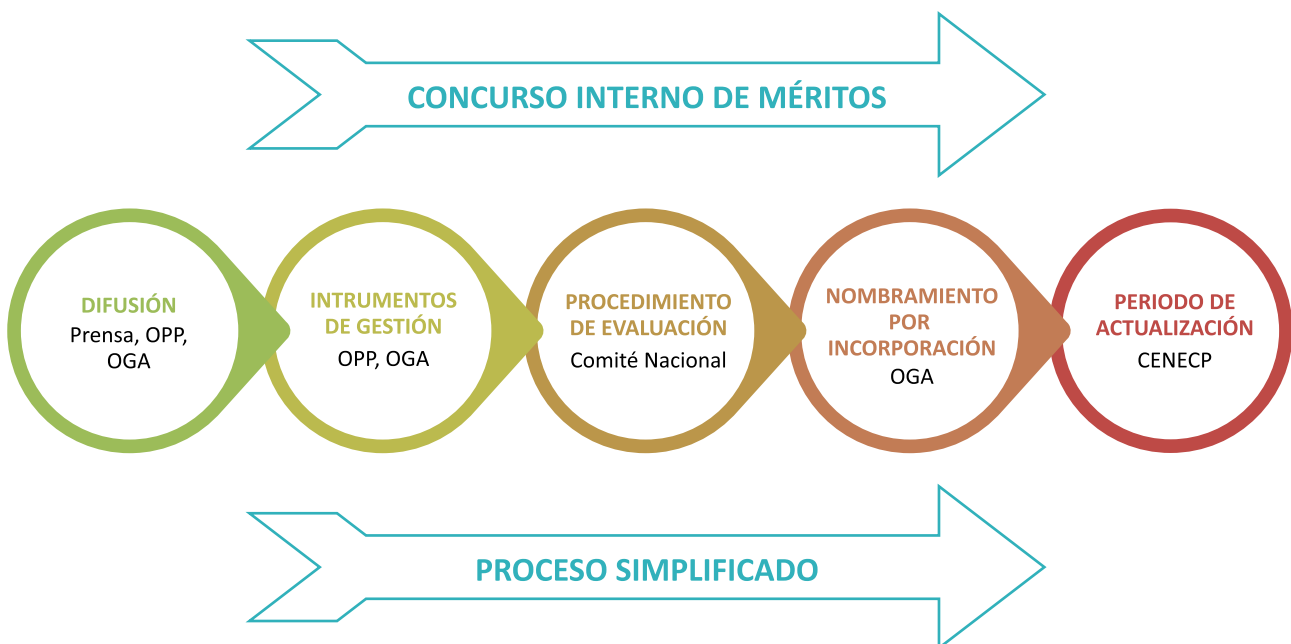 CONCURSO INTERNO DE MÉRITOS
DIFUSIÓN
Prensa, OPP,
OGA
INTRUMENTOS
DE GESTIÓN
OPP, OGA
PROCEDIMIENTO
DE EVALUACIÓN
Comité Nacional
NOMBRAMIENTO
POR
INCORPORACIÓN
OGA
PERIODO DE
ACTUALIZACIÓN
CENECP
PROCESO SIMPLIFICADO